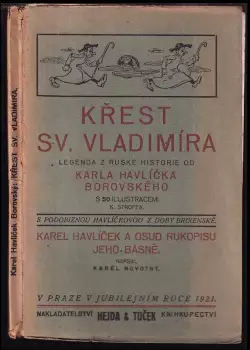 Karel Havlíček Borovský: KŘEST SV. VLADIMÍRA.
KŘEST
SV. VLADIMÍRA
LEGENDA Z RUSKÉ HISTORIE OD
KARLA HAVLÍČKA
BOROVSKÉHO
S 50 ILLUSTRACEMI
K. STROFFA.
S PODOBIZNOU HAVLÍČKOVOU Z DOBY BRIXENSKÉ.
KAREL HAVLÍČEK A OSUD RUKOPISU
JEHO BÁSNĚ.
NAPSAL
KAREL NOVOTNÝ.
V PRAZE V JUBILEJNÍM ROCE 1921.
NAKLADATELSTVÍ HEJDA & TUČEK KNIHKUPECTVÍ